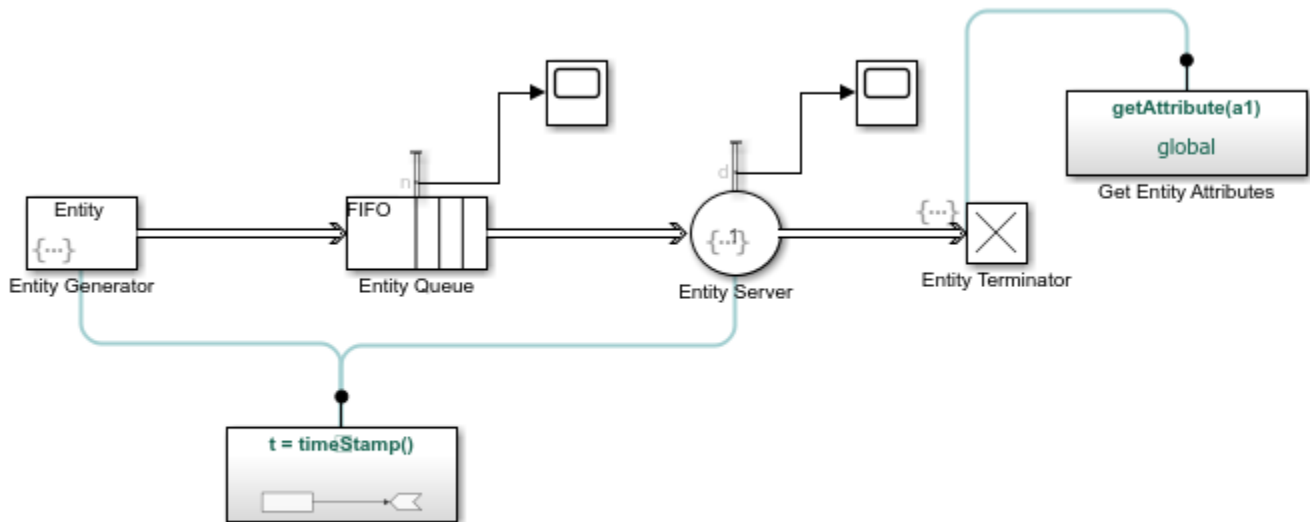 getAttribute(a1)
global
Get Entity Attributes
n
d
Entity
{...}
Entity Generator
FIFO
Entity Queue
{...}
1
Entity Server
{...}
Entity Terminator
t = timeStamp()